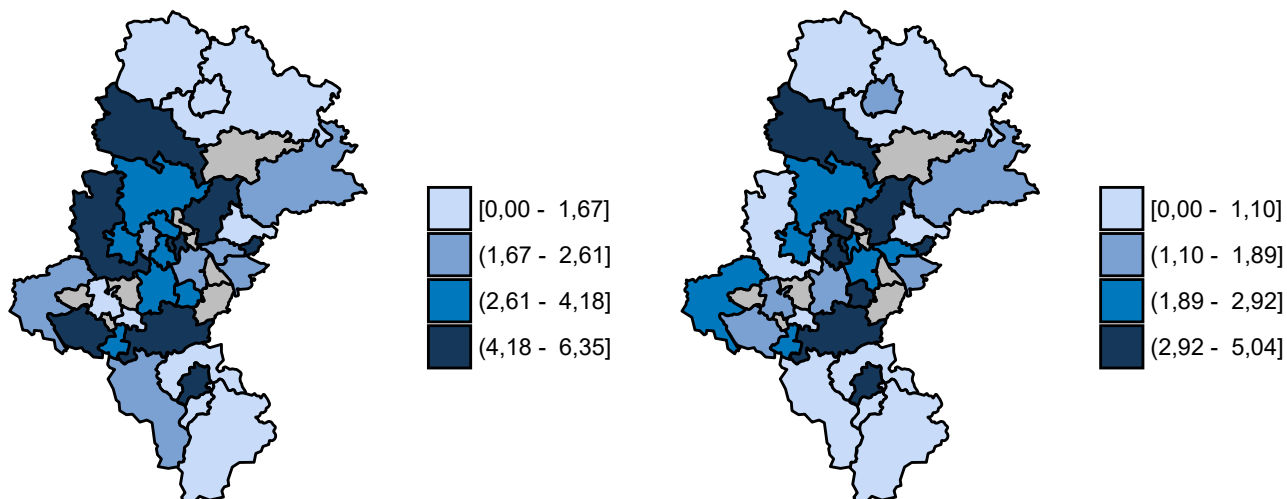 [0,00 - 1,67]
(1,67 - 2,61]
(2,61 - 4,18]
(4,18 - 6,35]
[0,00 - 1,10]
(1,10 - 1,89]
(1,89 - 2,92]
(2,92 - 5,04]